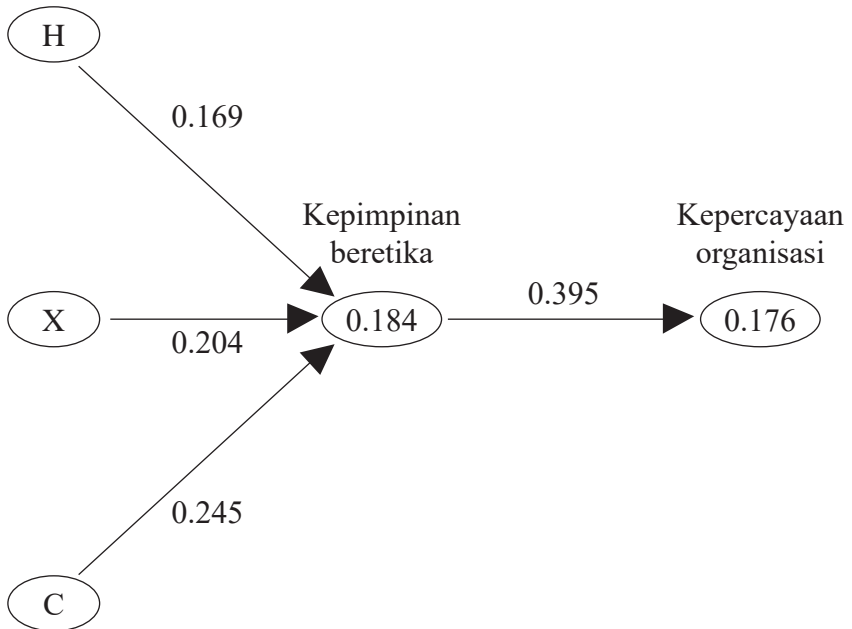 H
0.169
Kepimpinan
beretika
Kepercayaan
organisasi
X
0.204
0.184
0.395
0.176
0.245
C